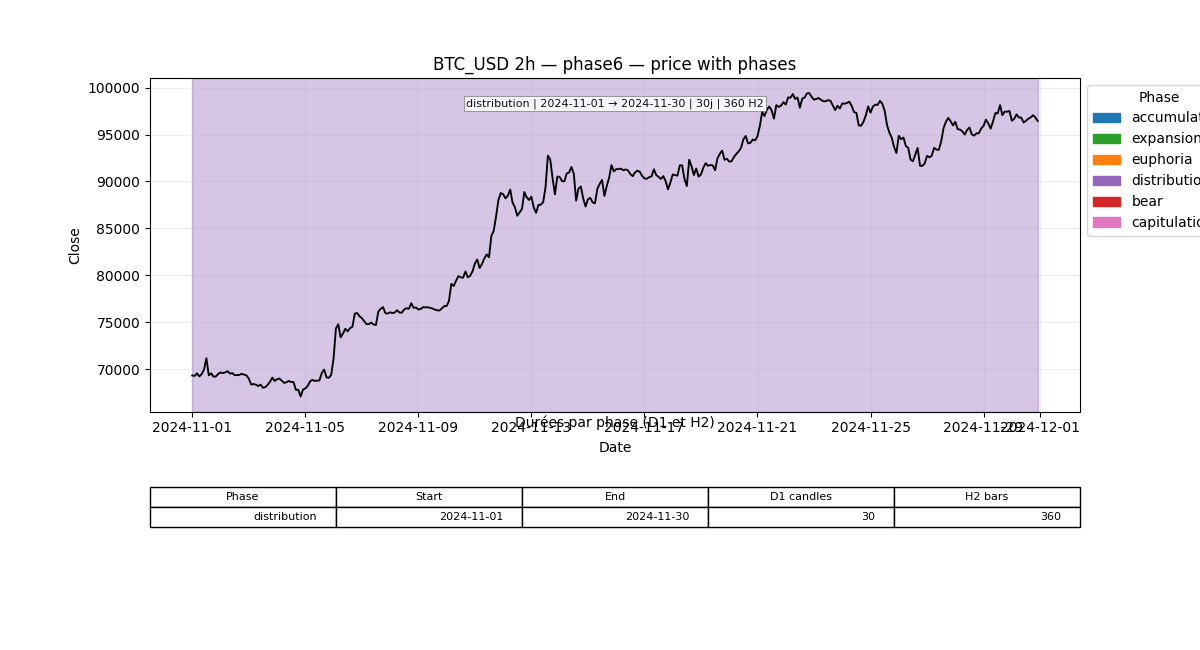 BTC_USD 2h — phase6 — price with phases
distribution | 2024-11-01 → 2024-11-30 | 30j | 360 H2
Close
100000
95000
90000
85000
80000
75000
70000
Phase
accumulat
expansion
euphoria
distributio
bear
capitulatio
Durées par phase (D1 et H2)
2024-11-01 2024-11-05 2024-11-09 2024-11-13 2024-11-17 2024-11-21 2024-11-25 2024-11-29 2024-12-01
Date
Phase Start End D1 candles H2 bars
distribution 2024-11-01 2024-11-30 30 360